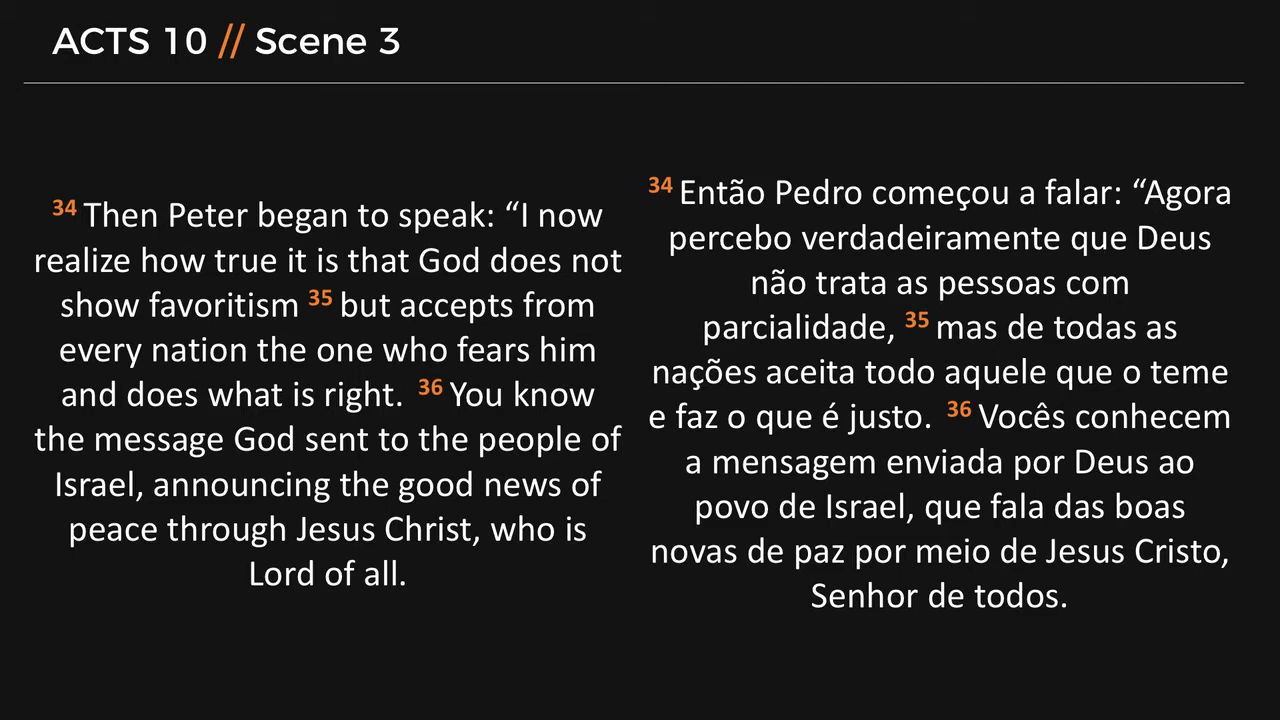 ACTS 10 // Scene 3
34 Then Peter began to speak: “I now
realize how true it is that God does not
show favoritism 35 but accepts from
every nation the one who fears him
and does what is right. 36 You know
the message God sent to the people of
Israel, announcing the good news of
peace through Jesus Christ, who is
Lord of all.
34 Então Pedro começou a falar: “Agora
percebo verdadeiramente que Deus
não trata as pessoas com
parcialidade, 35 mas de todas as
nações aceita todo aquele que o teme
e faz o que é justo. 36 Vocês conhecem
a mensagem enviada por Deus ao
povo de Israel, que fala das boas
novas de paz por meio de Jesus Cristo,
Senhor de todos.